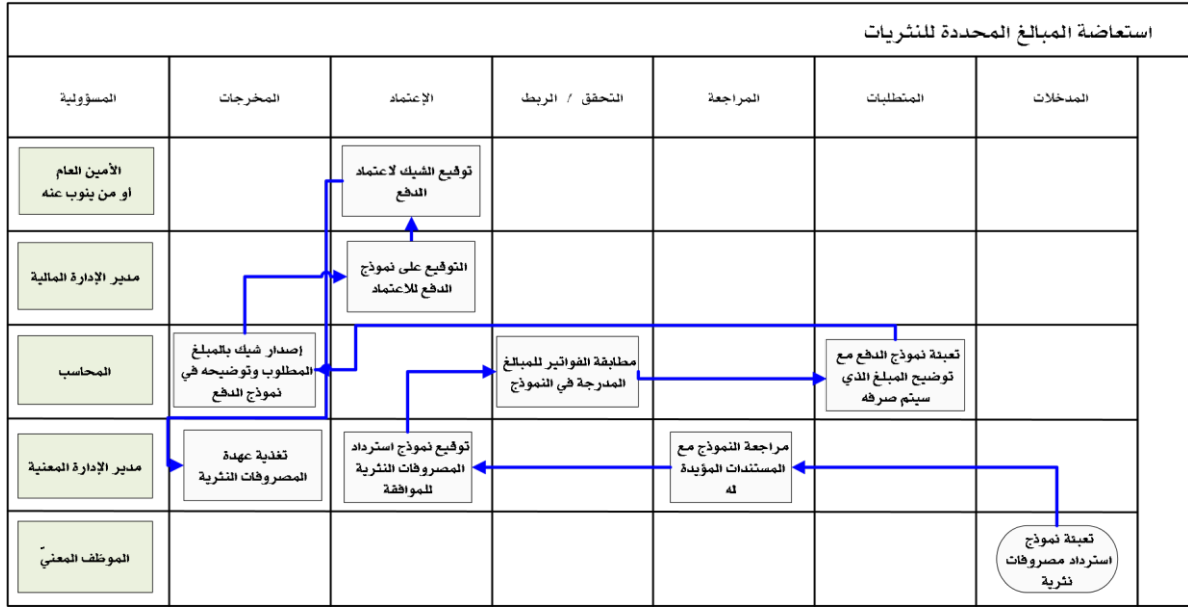 استعاضة المبالغ المحددة للنثريات
المدخلات
المتطلبات
المراجعة
التحقق / الربط
الإعتماد
المخرجات
المسؤولية
توقيع الشيك لاعتماد
الدفع
الأمين العام
او من ينوب عنه
التوقيع على نموذج
الدفع للاعتماد
مدير الإدارة المالية
تعبئة نموذج الدفع مع
توضيح المبلغ الذي
سيتم صرفه
مطابقة الفواتير للمبالغ
المدرجة في النموذج
إصدار شيك بالمبلغ
المطلوب وتوضيحه في
نموذج الدفع
المحاسب
مراجعة النموذج مع
المستندات المؤيدة
له
توقيع نموذج استرداد
المصروفات النثرية
للموافقة
تغذية عهدة
المصروفات النثرية
مدير الإدارة المعنية
تعبئة نموذج
استرداد مصروفات
نثرية
الموظف المعنيّ